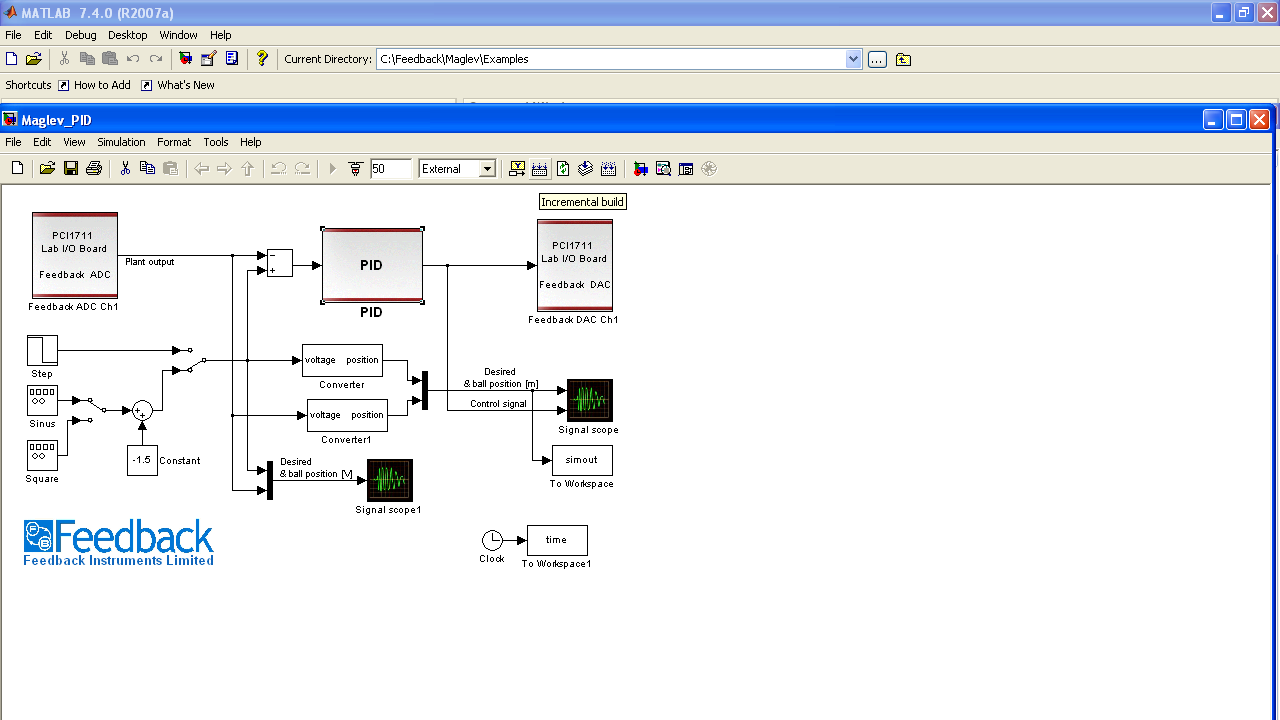 MATLAB 7.4.0 (R2007a)
File Edit Debug Desktop Window Help
Current Directory: C:\Feedback\Maglev\Examples
Shortcuts How to Add What's New
Maglev_PID
File Edit View Simulation Format Tools Help
50 External
Incremental build
PCI1711
Lab I/O Board
Feedback ADC
Feedback ADC Ch1
Plant output
PID
PID
PCI1711
Lab I/O Board
Feedback DAC
Feedback DAC Ch1
Step
Sinus
Square
-1.5
Constant
voltage position
Converter
voltage position
Converter1
Desired
& ball position [m]
Control signal
Signal scope
simout
To Workspace
Desired
& ball position [V]
Signal scope1
Clock
time
To Workspace1
Feedback
Feedback Instruments Limited